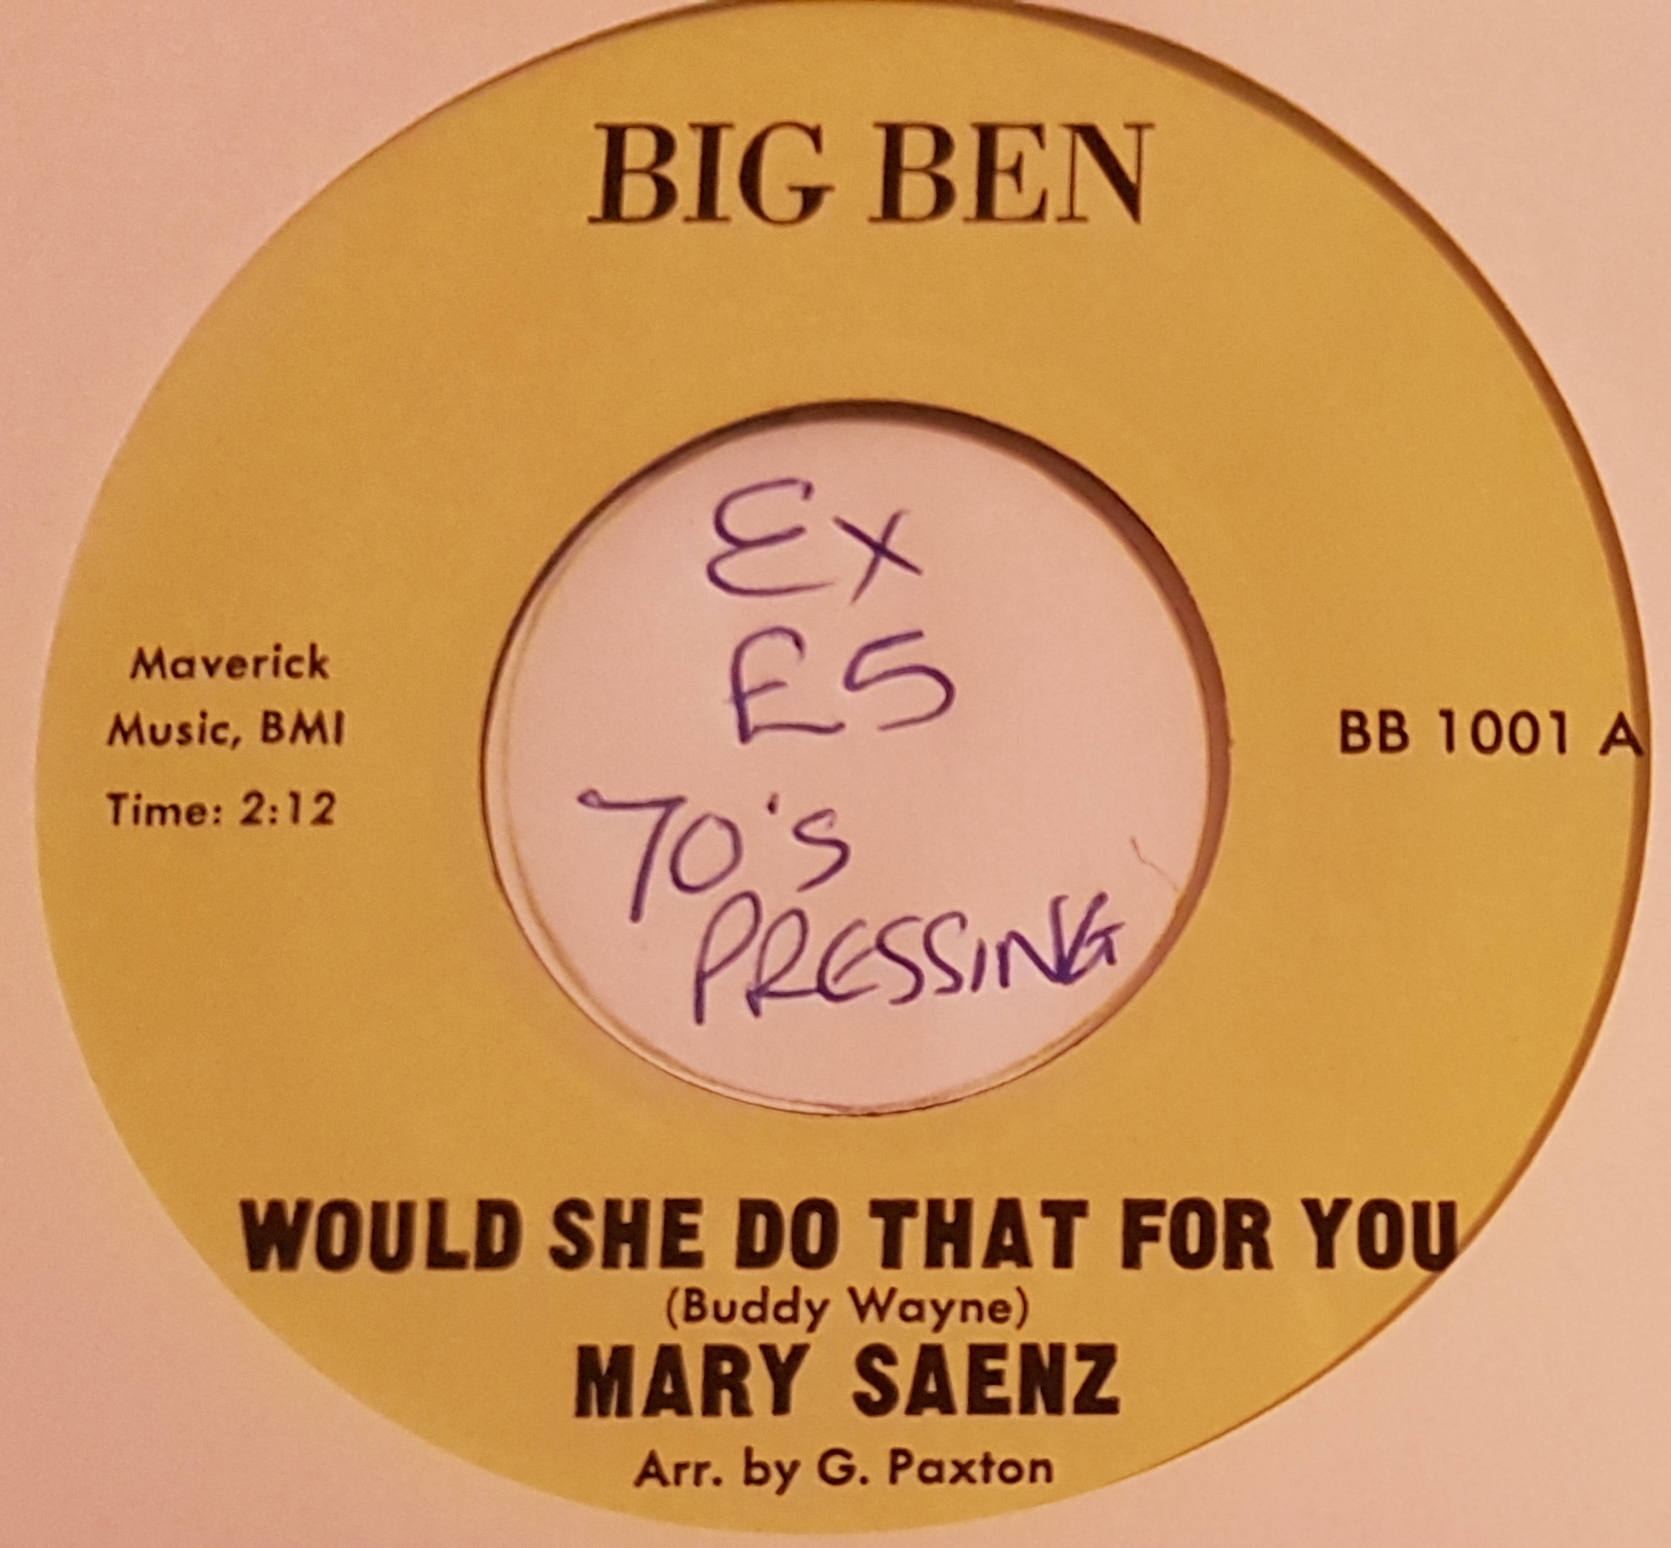 BIG BEN
Ex
£5
70's
PRESSING
Maverick
Music, BMI
Time: 2:12
BB 1001 A
WOULD SHE DO THAT FOR YOU
(Buddy Wayne)
MARY SAENZ
Arr. by G. Paxton